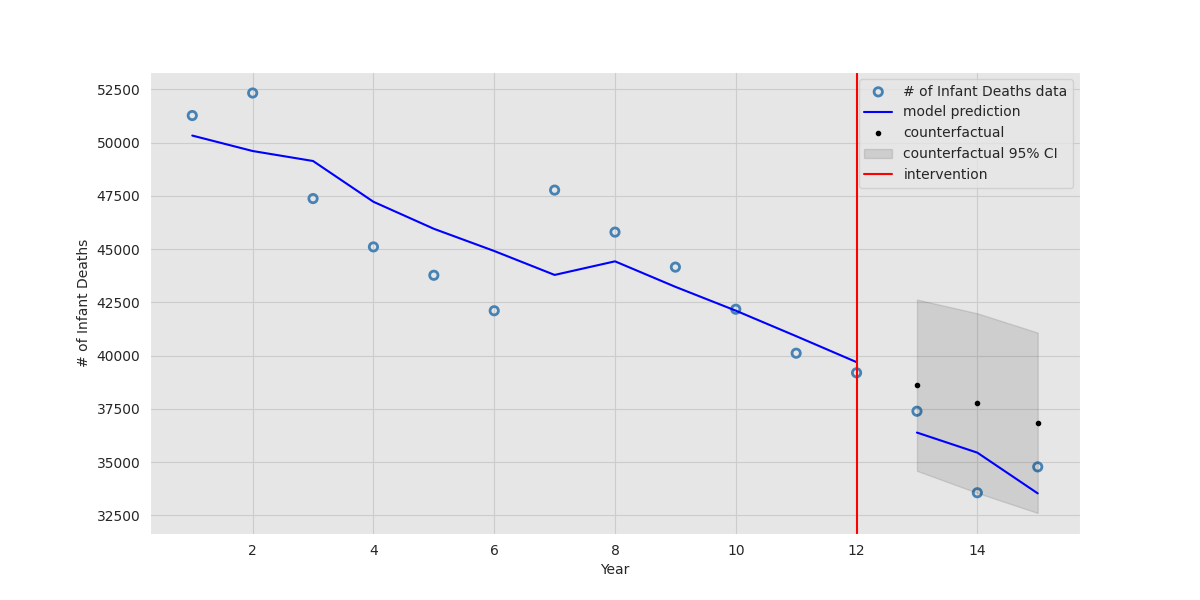 52500
50000
47500
45000
42500
40000
37500
35000
32500
# of Infant Deaths
# of Infant Deaths data
model prediction
counterfactual
counterfactual 95% CI
intervention
2 4 6 8 10 12 14
Year